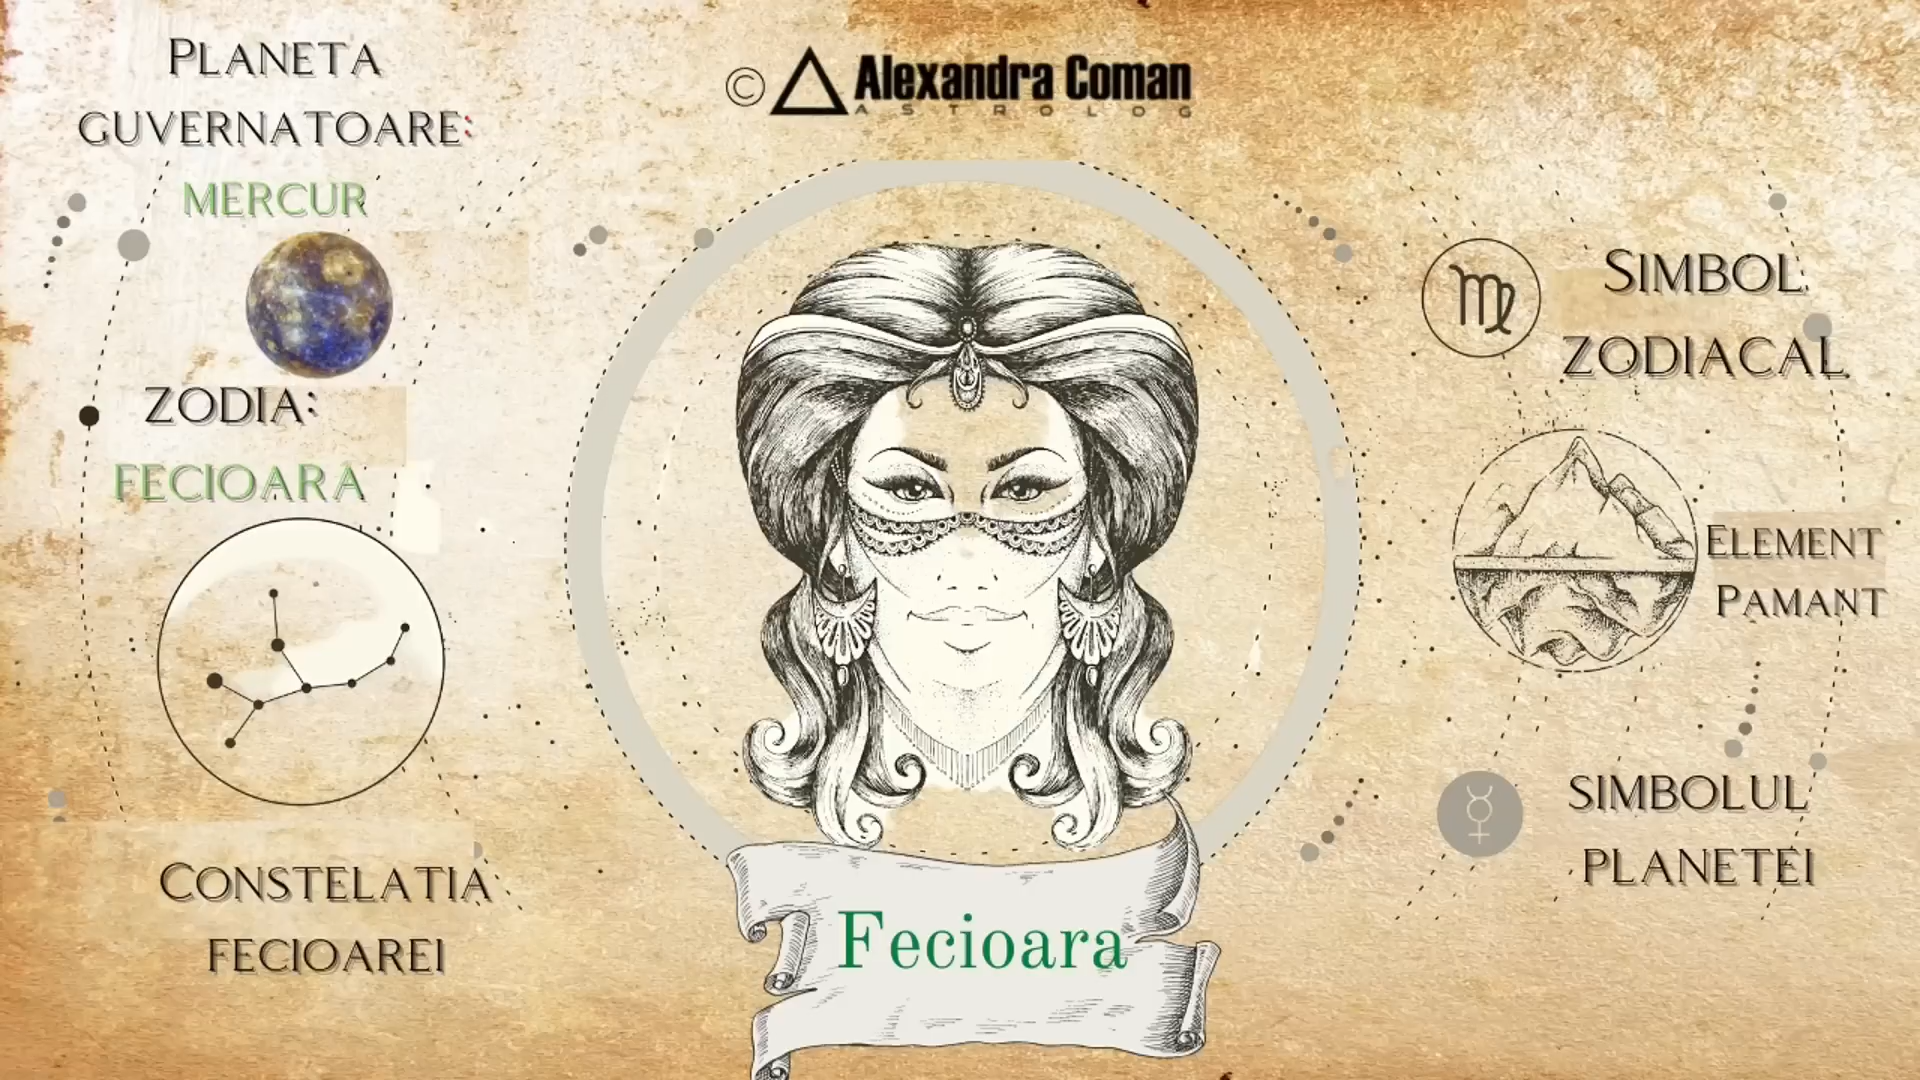 PLANETA
GUVERNATOARE:
MERCUR
ZODIA:
FECIOARA
CONSTELATIA
FECIOAREI
© Alexandra Coman
ASTROLOG
Fecioara
SIMBOL
ZODIACAL
ELEMENT
PAMANT
SIMBOLUL
PLANETEI